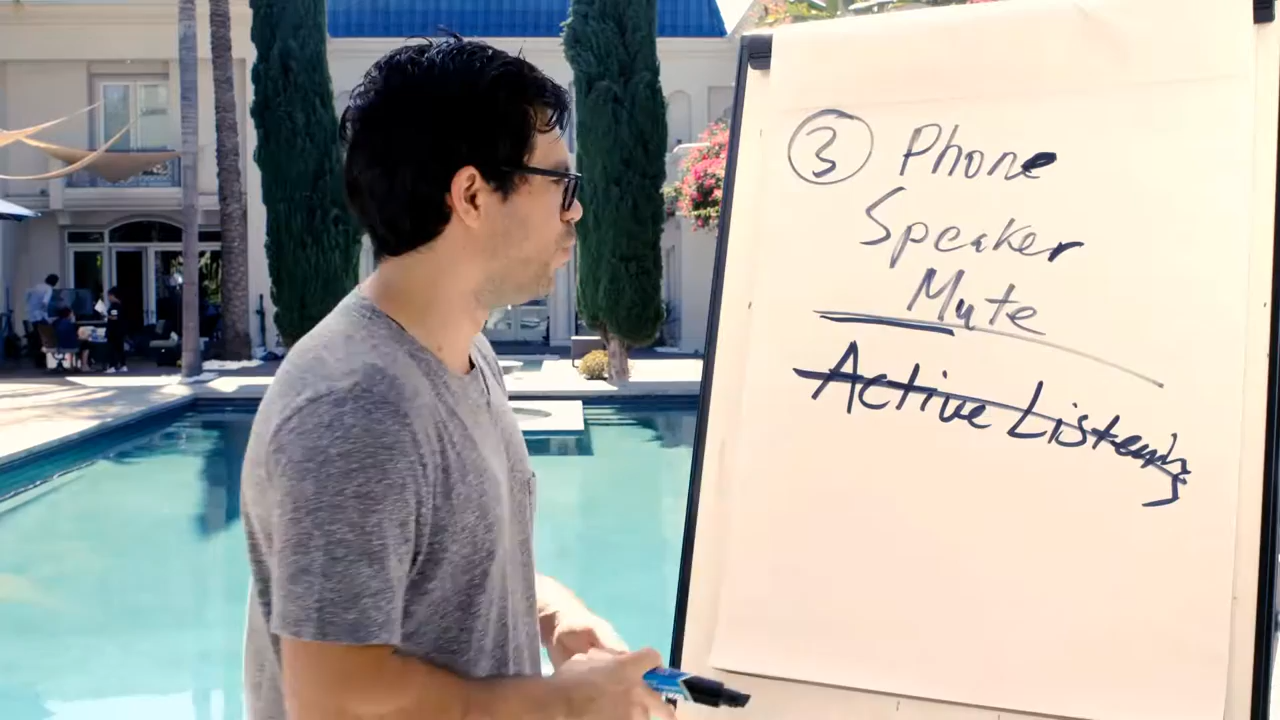 ③ Phone
Speaker
Mute
Active Listening